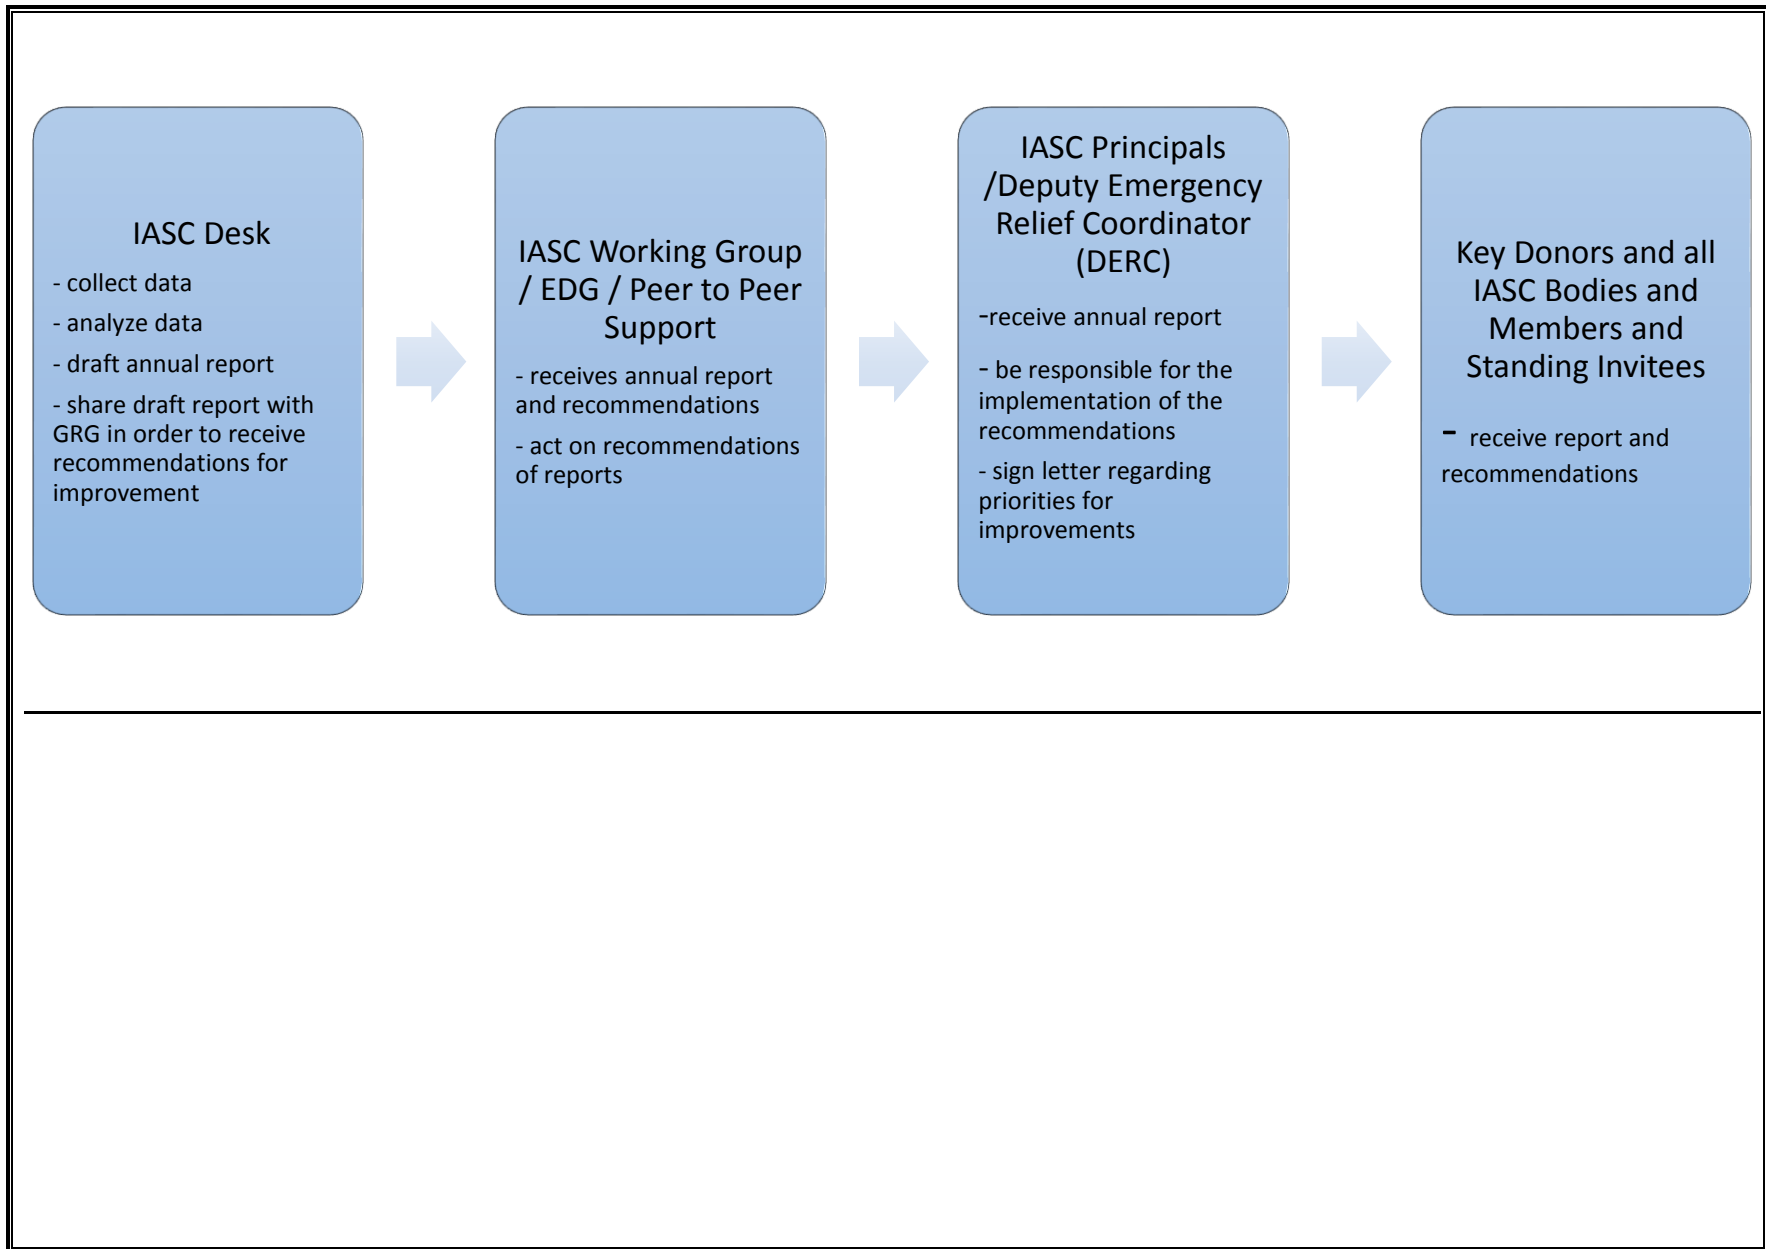 IASC Desk
- collect data
- analyze data
- draft annual report
- share draft report with
GRG in order to receive
recommendations for
improvement
IASC Working Group
/ EDG / Peer to Peer
Support
- receives annual report
and recommendations
- act on recommendations
of reports
IASC Principals
/Deputy Emergency
Relief Coordinator
(DERC)
-receive annual report
- be responsible for the
implementation of the
recommendations
- sign letter regarding
priorities for
improvements
Key Donors and all
IASC Bodies and
Members and
Standing Invitees
- receive report and
recommendations